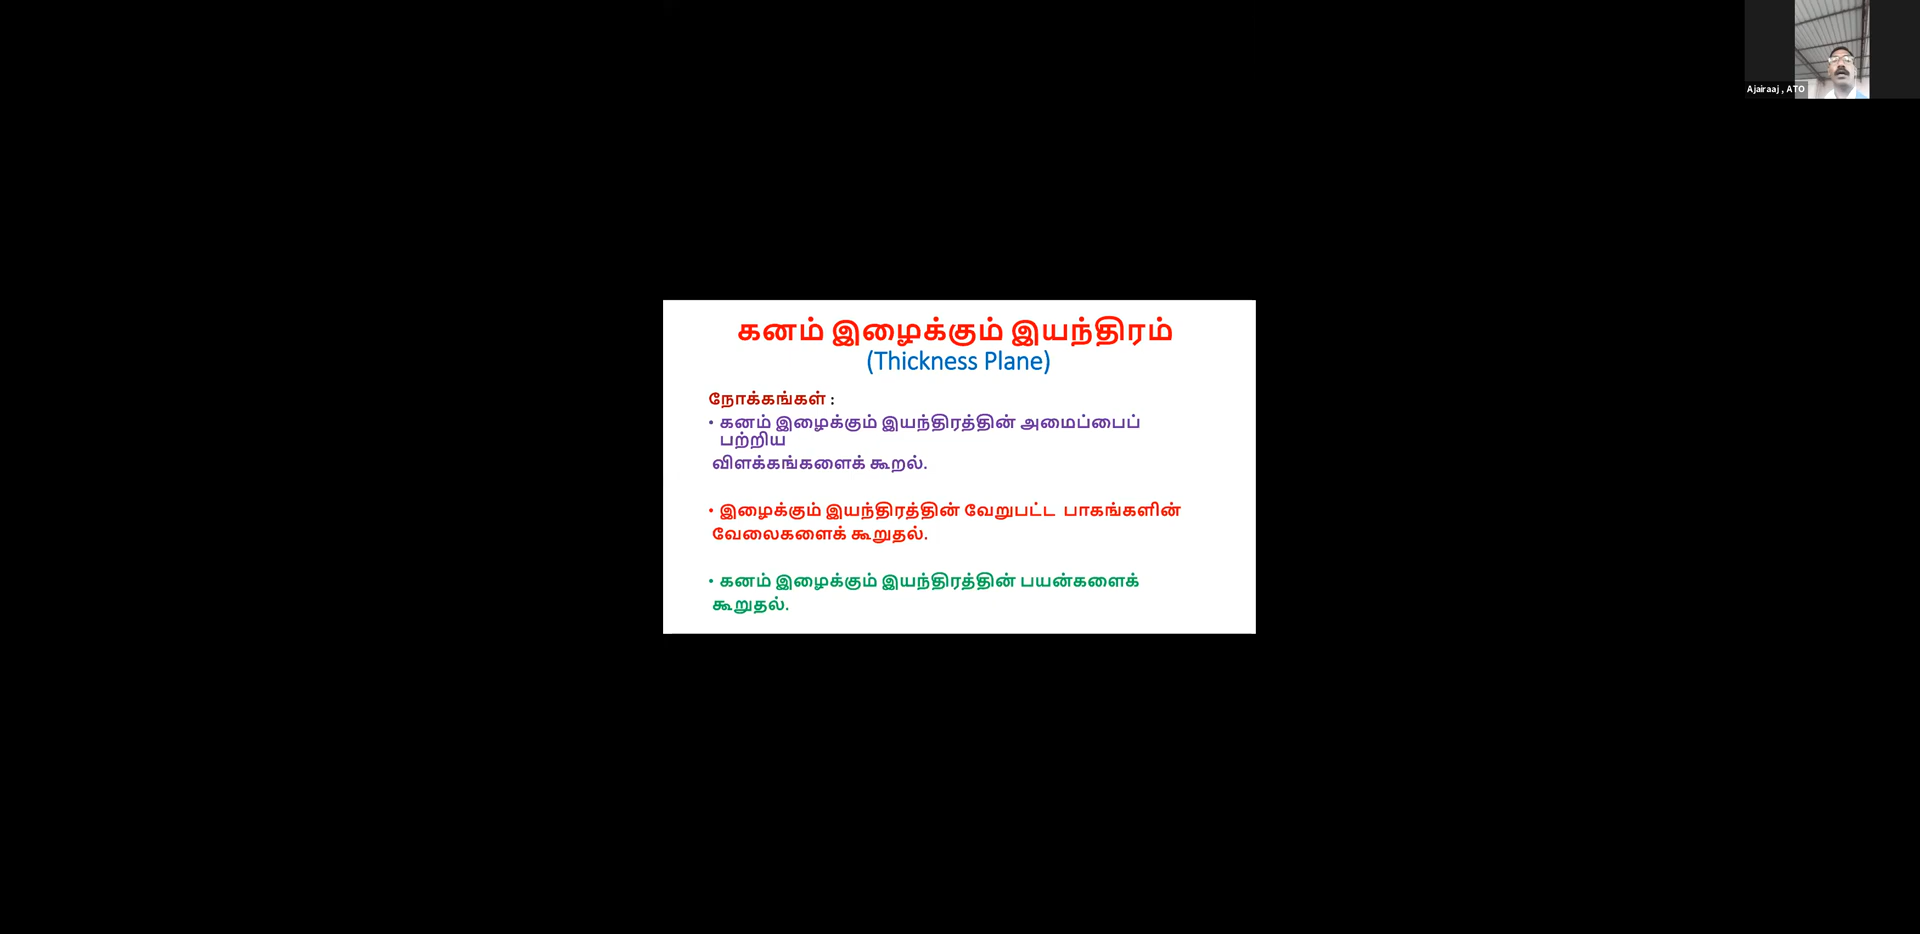 Ajairaaj , ATO
கனம் இழைக்கும் இயந்திரம்
(Thickness Plane)
நோக்கங்கள் :
• கனம் இழைக்கும் இயந்திரத்தின் அமைப்பைப்
பற்றிய
விளக்கங்களைக் கூறல்.
• இழைக்கும் இயந்திரத்தின் வேறுபட்ட பாகங்களின்
வேலைகளைக் கூறுதல்.
• கனம் இழைக்கும் இயந்திரத்தின் பயன்களைக்
கூறுதல்.